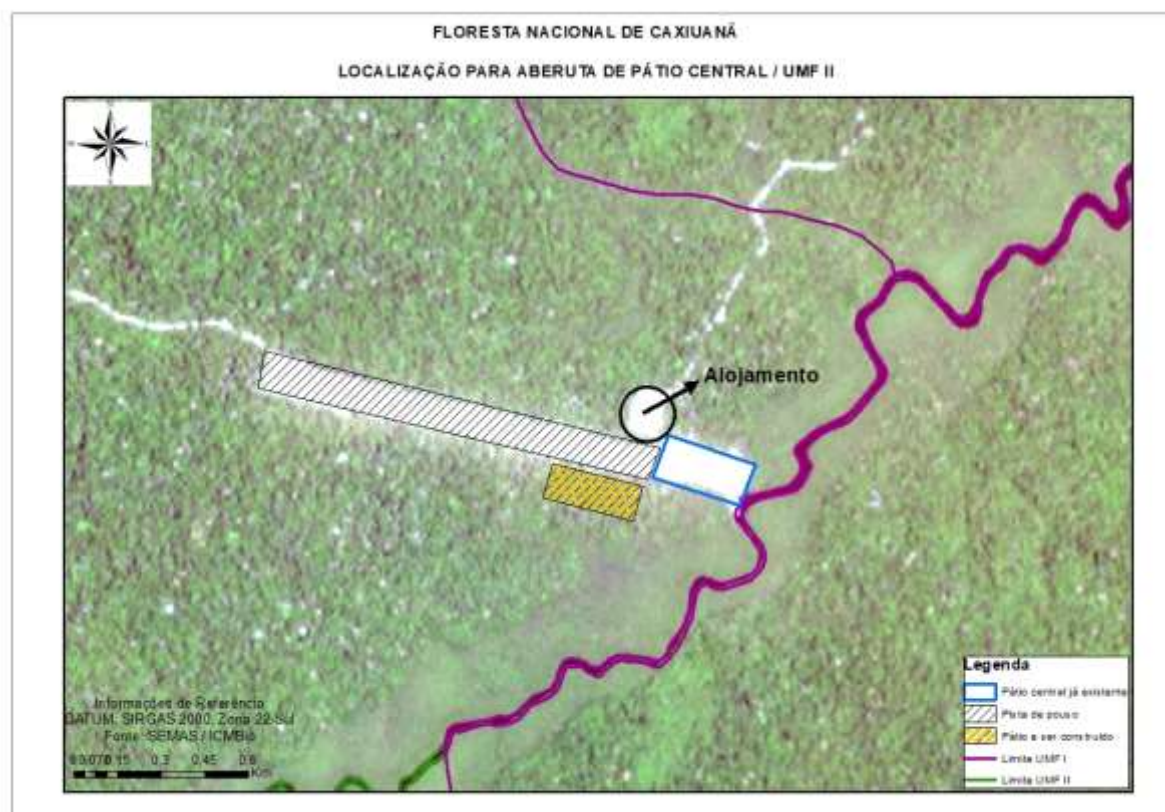 FLORESTA NACIONAL DE CAXIUANÃ
LOCALIZAÇÃO PARA ABERUTA DE PÁTIO CENTRAL / UMF II
Alojamento
Legenda
Pátio central já existente
Pista de pouso
Pátio a ser construído
Limite UMF I
Limite UMF II
Informações de Referência
DATUM: SIRGAS 2000, Zona 22 Sul
Fonte: SEMAS / ICMBio
0,15 0,3 0,45 0,6
Km